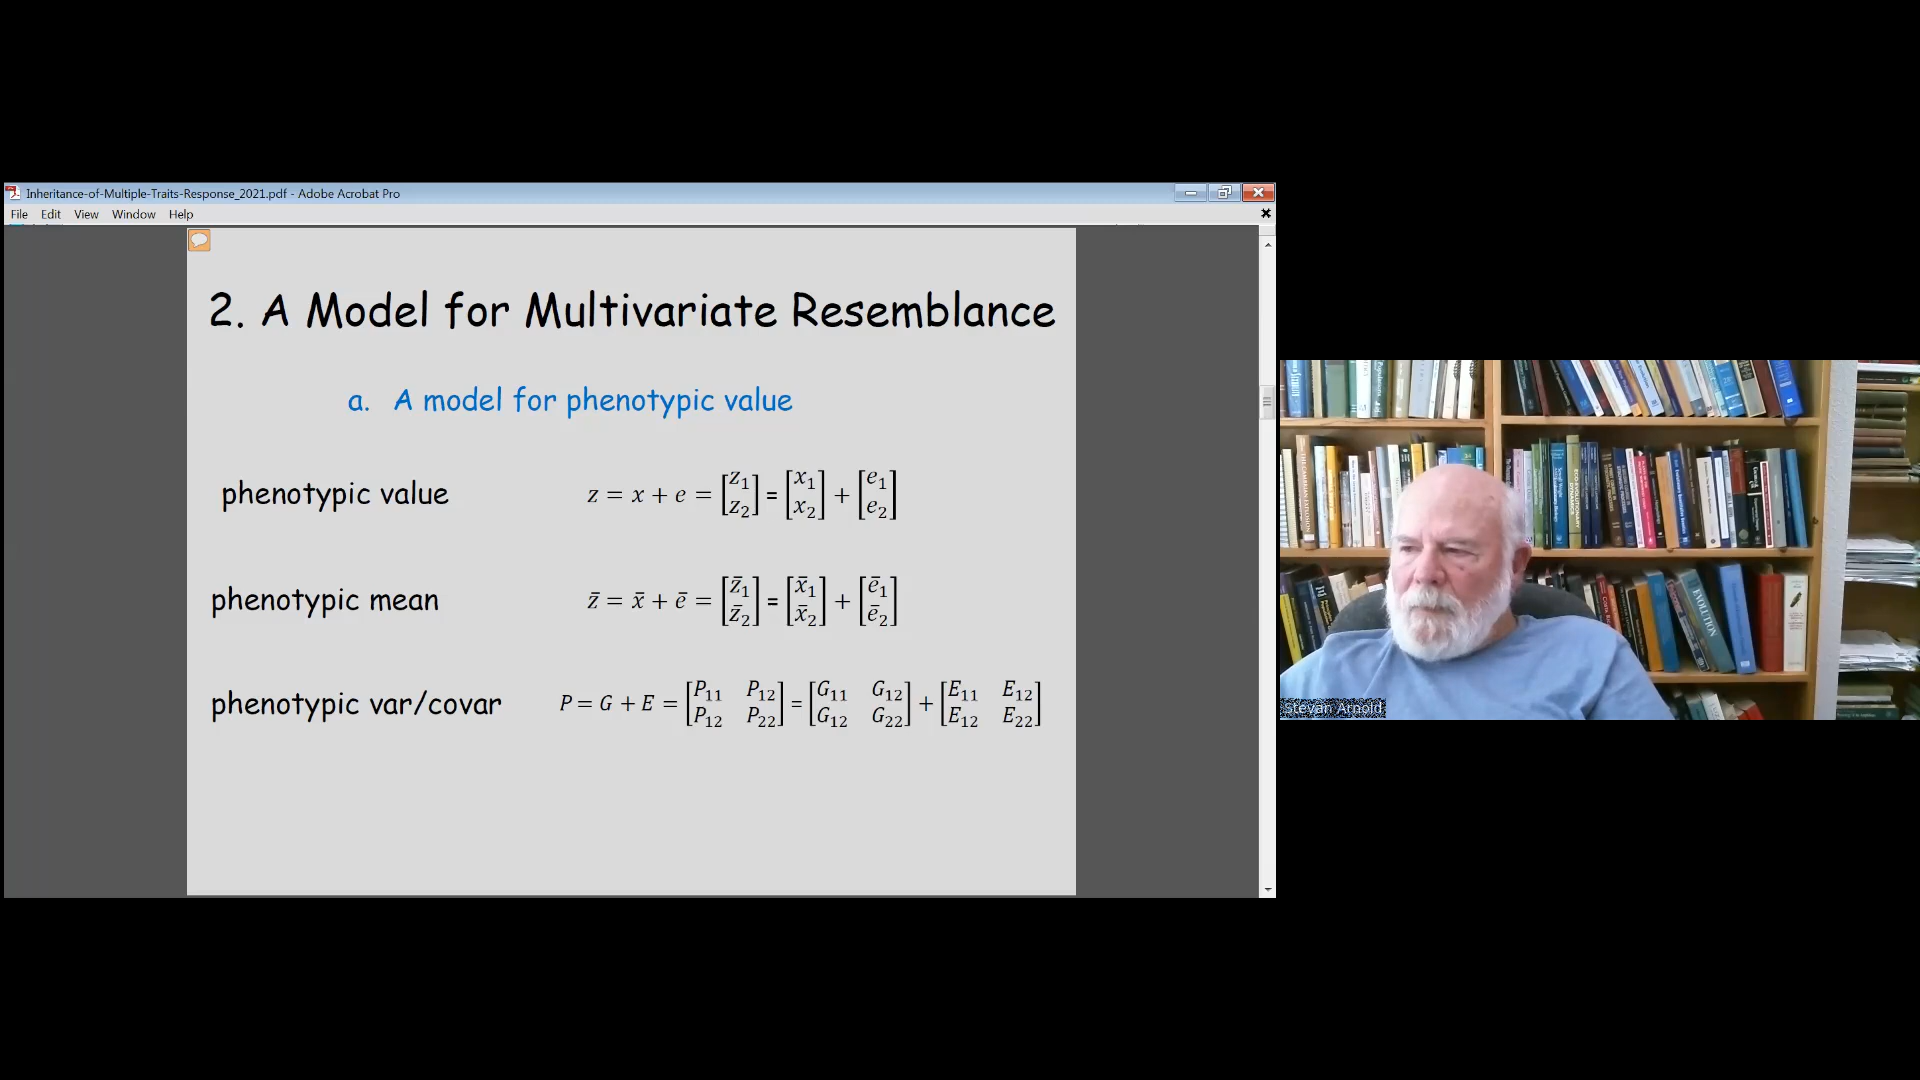 Inheritance-of-Multiple-Traits-Response_2021.pdf - Adobe Acrobat Pro
File Edit View Window Help
2. A Model for Multivariate Resemblance
a. A model for phenotypic value
phenotypic value z = x + e = [z₁ z₂] = [x₁ x₂] + [e₁ e₂]
phenotypic mean z̄ = x̄ + ē = [z̄₁ z̄₂] = [x̄₁ x̄₂] + [ē₁ ē₂]
phenotypic var/covar P = G + E = [P₁₁ P₁₂ P₁₂ P₂₂] = [G₁₁ G₁₂ G₁₂ G₂₂] + [E₁₁ E₁₂ E₁₂ E₂₂]
EVOLUTION
Stevan Arnold